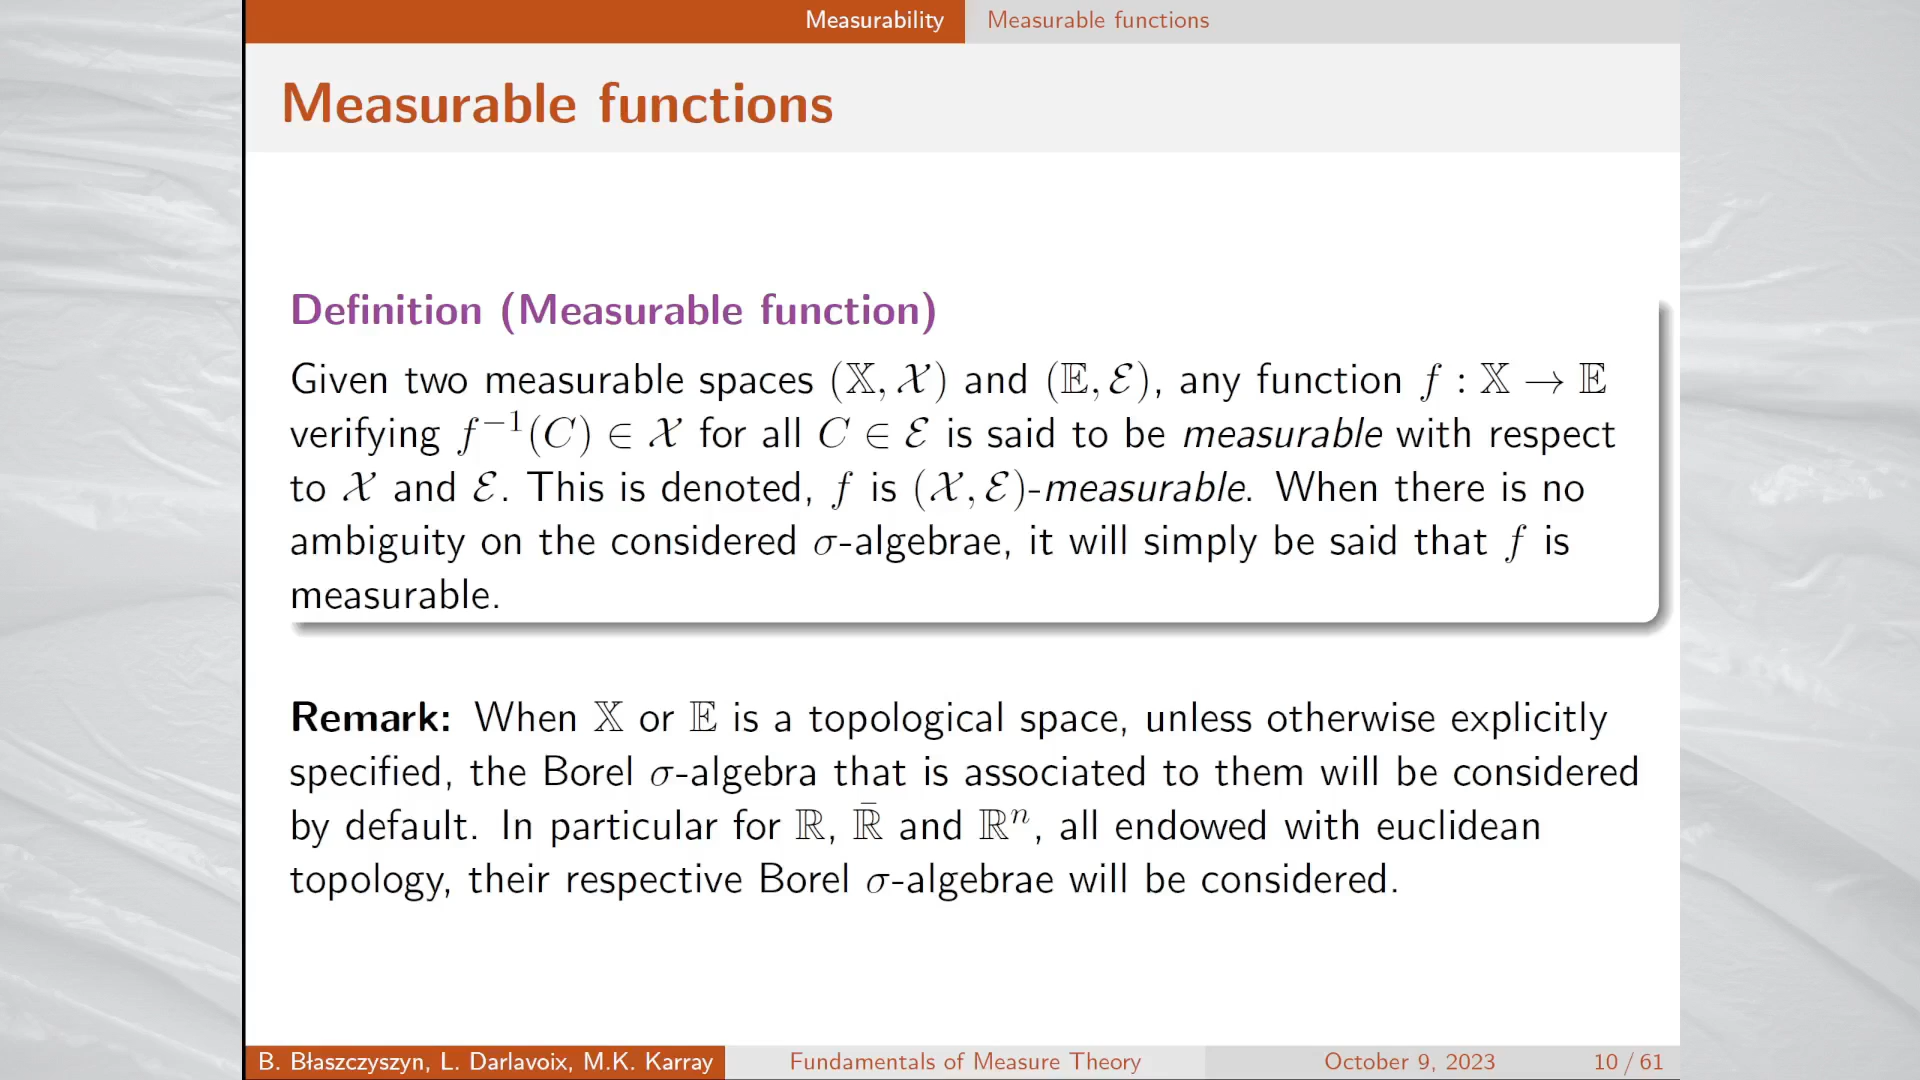 Measurability Measurable functions
Measurable functions
Definition (Measurable function)
Given two measurable spaces (𝕏, 𝒳) and (𝔼, ℰ), any function f : 𝕏 → 𝔼
verifying f⁻¹(C) ∈ 𝒳 for all C ∈ ℰ is said to be measurable with respect
to 𝒳 and ℰ. This is denoted, f is (𝒳, ℰ)-measurable. When there is no
ambiguity on the considered σ-algebrae, it will simply be said that f is
measurable.
Remark: When 𝕏 or 𝔼 is a topological space, unless otherwise explicitly
specified, the Borel σ-algebra that is associated to them will be considered
by default. In particular for ℝ, ℝ̄ and ℝⁿ, all endowed with euclidean
topology, their respective Borel σ-algebrae will be considered.
B. Błaszczyszyn, L. Darlavoix, M.K. Karray Fundamentals of Measure Theory October 9, 2023 10 / 61